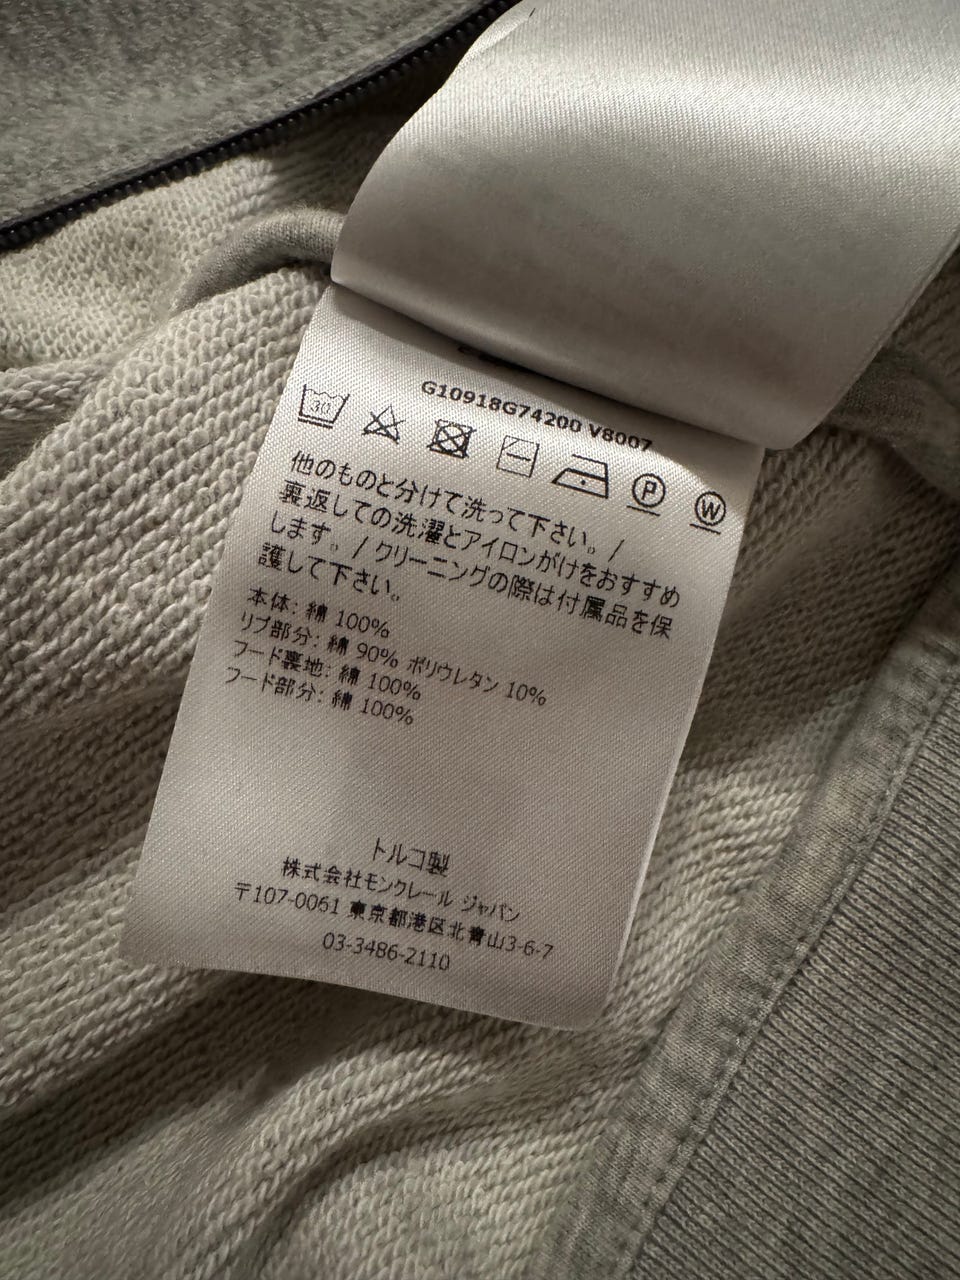 G10918G74200 V8007
30
P
W
他のものと分けて洗って下さい。/
裏返しての洗濯とアイロンがけをおすすめ
します。/ クリーニングの際は付属品を保
護して下さい。
本体: 綿 100%
リブ部分: 綿 90% ポリウレタン 10%
フード裏地: 綿 100%
フード部分: 綿 100%
トルコ製
株式会社モンクレール ジャパン
〒107-0061 東京都港区北青山3-6-7
03-3486-2110